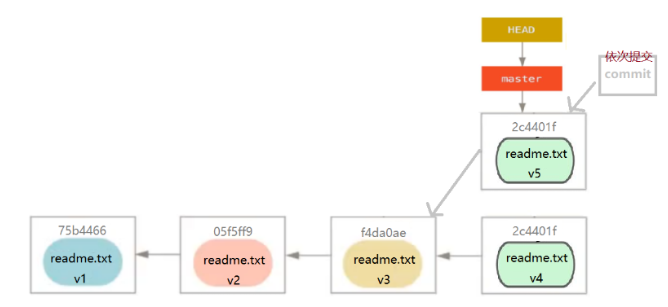 HEAD
依次提交
commit
master
2c4401f
readme.txt
v5
75b4466
readme.txt
v1
05f5ff9
readme.txt
v2
f4da0ae
readme.txt
v3
2c4401f
readme.txt
v4